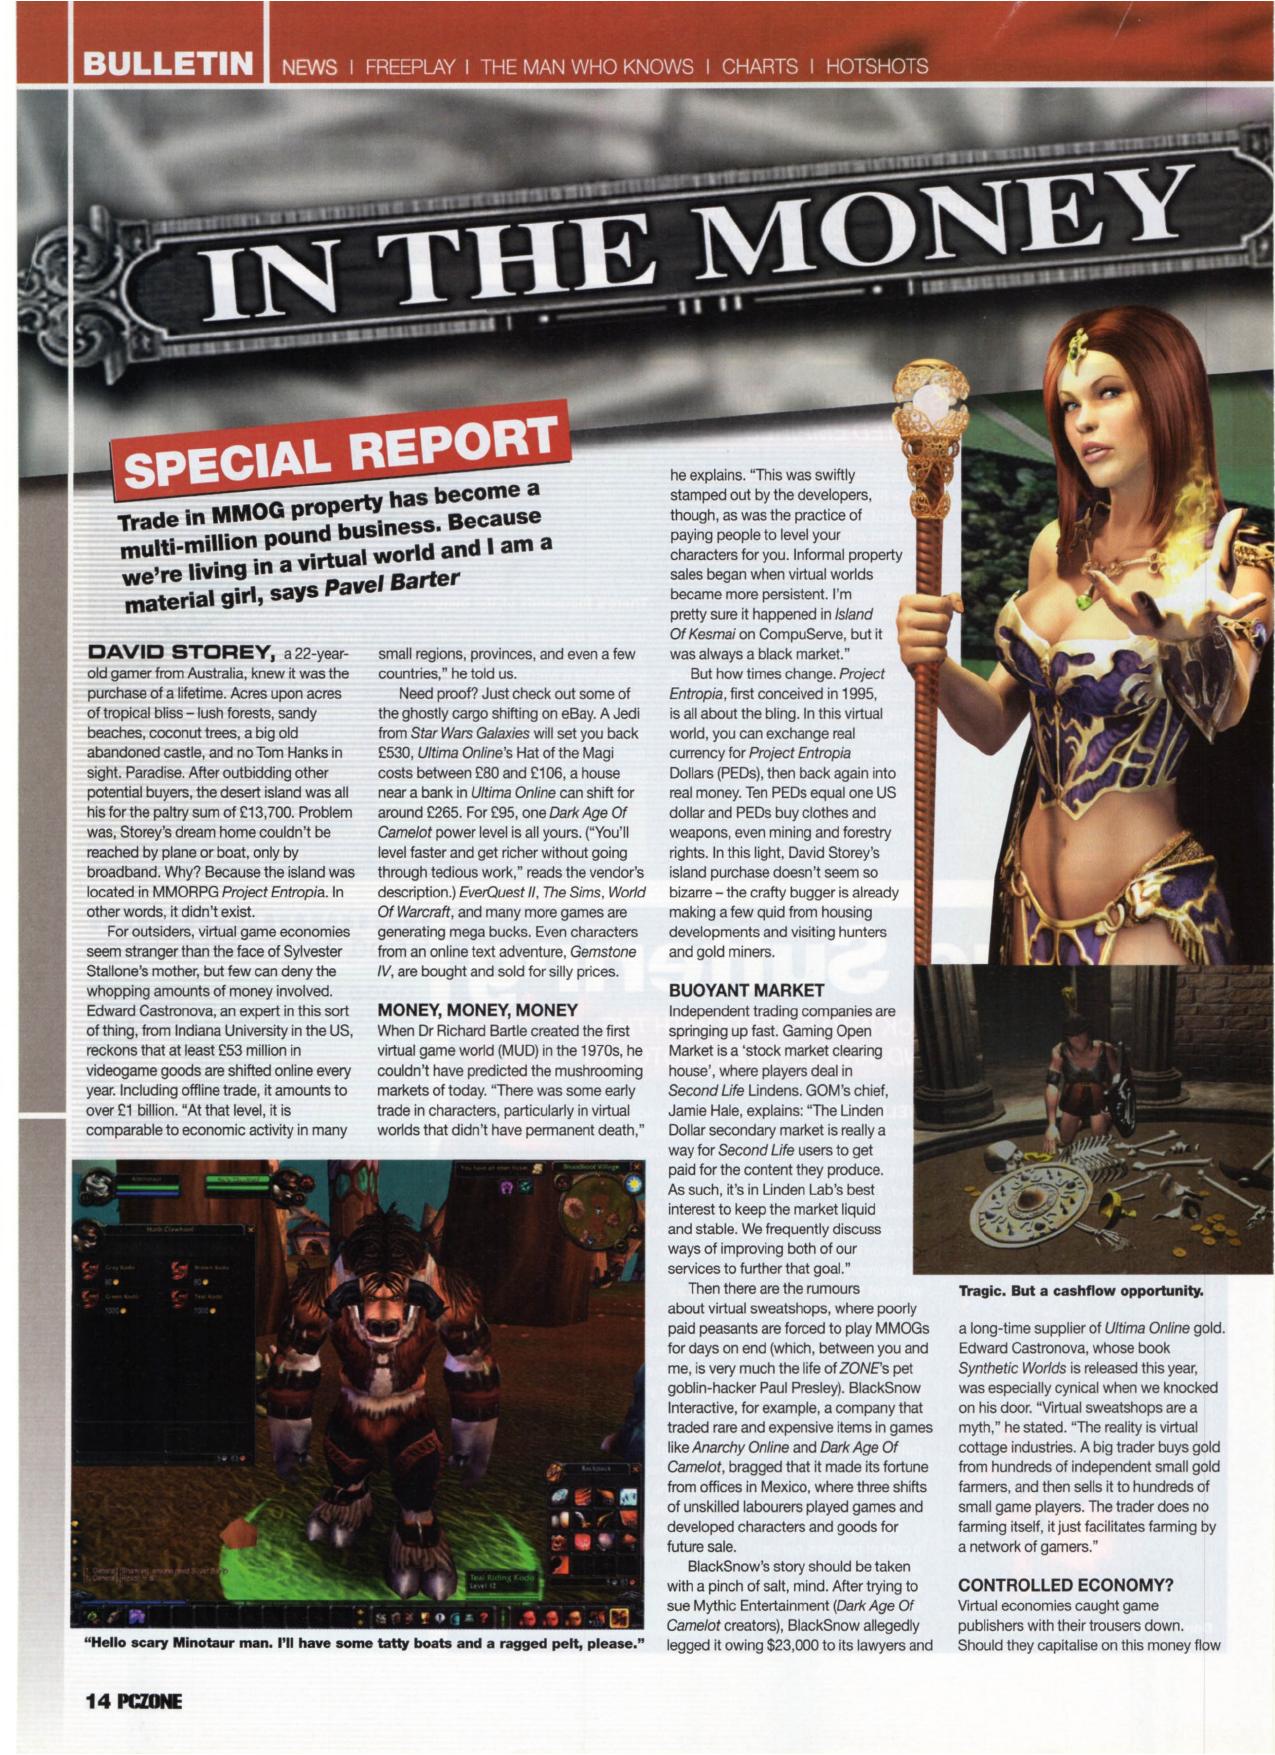 BULLETIN
NEWS | FREEPLAY | THE MAN WHO KNOWS | CHARTS | HOTSHOTS
IN THE MONEY
SPECIAL REPORT
Trade in MMOG property has become a
multi-million pound business. Because
we're living in a virtual world and I am a
material girl, says Pavel Barter
DAVID STOREY, a 22-year-
old gamer from Australia, knew it was the
purchase of a lifetime. Acres upon acres
of tropical bliss – lush forests, sandy
beaches, coconut trees, a big old
abandoned castle, and no Tom Hanks in
sight. Paradise. After outbidding other
potential buyers, the desert island was all
his for the paltry sum of £13,700. Problem
was, Storey's dream home couldn't be
reached by plane or boat, only by
broadband. Why? Because the island was
located in MMORPG Project Entropia. In
other words, it didn't exist.
For outsiders, virtual game economies
seem stranger than the face of Sylvester
Stallone's mother, but few can deny the
whopping amounts of money involved.
Edward Castronova, an expert in this sort
of thing, from Indiana University in the US,
reckons that at least £53 million in
videogame goods are shifted online every
year. Including offline trade, it amounts to
over £1 billion. "At that level, it is
comparable to economic activity in many
small regions, provinces, and even a few
countries," he told us.
Need proof? Just check out some of
the ghostly cargo shifting on eBay. A Jedi
from Star Wars Galaxies will set you back
£530, Ultima Online's Hat of the Magi
costs between £80 and £106, a house
near a bank in Ultima Online can shift for
around £265. For £95, one Dark Age Of
Camelot power level is all yours. ("You'll
level faster and get richer without going
through tedious work," reads the vendor's
description.) EverQuest II, The Sims, World
Of Warcraft, and many more games are
generating mega bucks. Even characters
from an online text adventure, Gemstone
IV, are bought and sold for silly prices.
MONEY, MONEY, MONEY
When Dr Richard Bartle created the first
virtual game world (MUD) in the 1970s, he
couldn't have predicted the mushrooming
markets of today. "There was some early
trade in characters, particularly in virtual
worlds that didn't have permanent death,"
he explains. "This was swiftly
stamped out by the developers,
though, as was the practice of
paying people to level your
characters for you. Informal property
sales began when virtual worlds
became more persistent. I'm
pretty sure it happened in Island
Of Kesmai on CompuServe, but it
was always a black market."
But how times change. Project
Entropia, first conceived in 1995,
is all about the bling. In this virtual
world, you can exchange real
currency for Project Entropia
Dollars (PEDs), then back again into
real money. Ten PEDs equal one US
dollar and PEDs buy clothes and
weapons, even mining and forestry
rights. In this light, David Storey's
island purchase doesn't seem so
bizarre – the crafty bugger is already
making a few quid from housing
developments and visiting hunters
and gold miners.
BUOYANT MARKET
Independent trading companies are
springing up fast. Gaming Open
Market is a 'stock market clearing
house', where players deal in
Second Life Lindens. GOM's chief,
Jamie Hale, explains: "The Linden
Dollar secondary market is really a
way for Second Life users to get
paid for the content they produce.
As such, it's in Linden Lab's best
interest to keep the market liquid
and stable. We frequently discuss
ways of improving both of our
services to further that goal."
Then there are the rumours
about virtual sweatshops, where poorly
paid peasants are forced to play MMOGs
for days on end (which, between you and
me, is very much the life of ZONE's pet
goblin-hacker Paul Presley). BlackSnow
Interactive, for example, a company that
traded rare and expensive items in games
like Anarchy Online and Dark Age Of
Camelot, bragged that it made its fortune
from offices in Mexico, where three shifts
of unskilled labourers played games and
developed characters and goods for
future sale.
BlackSnow's story should be taken
with a pinch of salt, mind. After trying to
sue Mythic Entertainment (Dark Age Of
Camelot creators), BlackSnow allegedly
legged it owing $23,000 to its lawyers and
Tragic. But a cashflow opportunity.
a long-time supplier of Ultima Online gold.
Edward Castronova, whose book
Synthetic Worlds is released this year,
was especially cynical when we knocked
on his door. "Virtual sweatshops are a
myth," he stated. "The reality is virtual
cottage industries. A big trader buys gold
from hundreds of independent small gold
farmers, and then sells it to hundreds of
small game players. The trader does no
farming itself, it just facilitates farming by
a network of gamers."
CONTROLLED ECONOMY?
Virtual economies caught game
publishers with their trousers down.
Should they capitalise on this money flow
Bloodhoof Village
Gray Kodo
Brown Kodo
Green Kodo
Teal Kodo
Backpack
Teal Riding Kodo
Level 12
"Hello scary Minotaur man. I'll have some tatty boats and a ragged pelt, please."
14 PCZONE